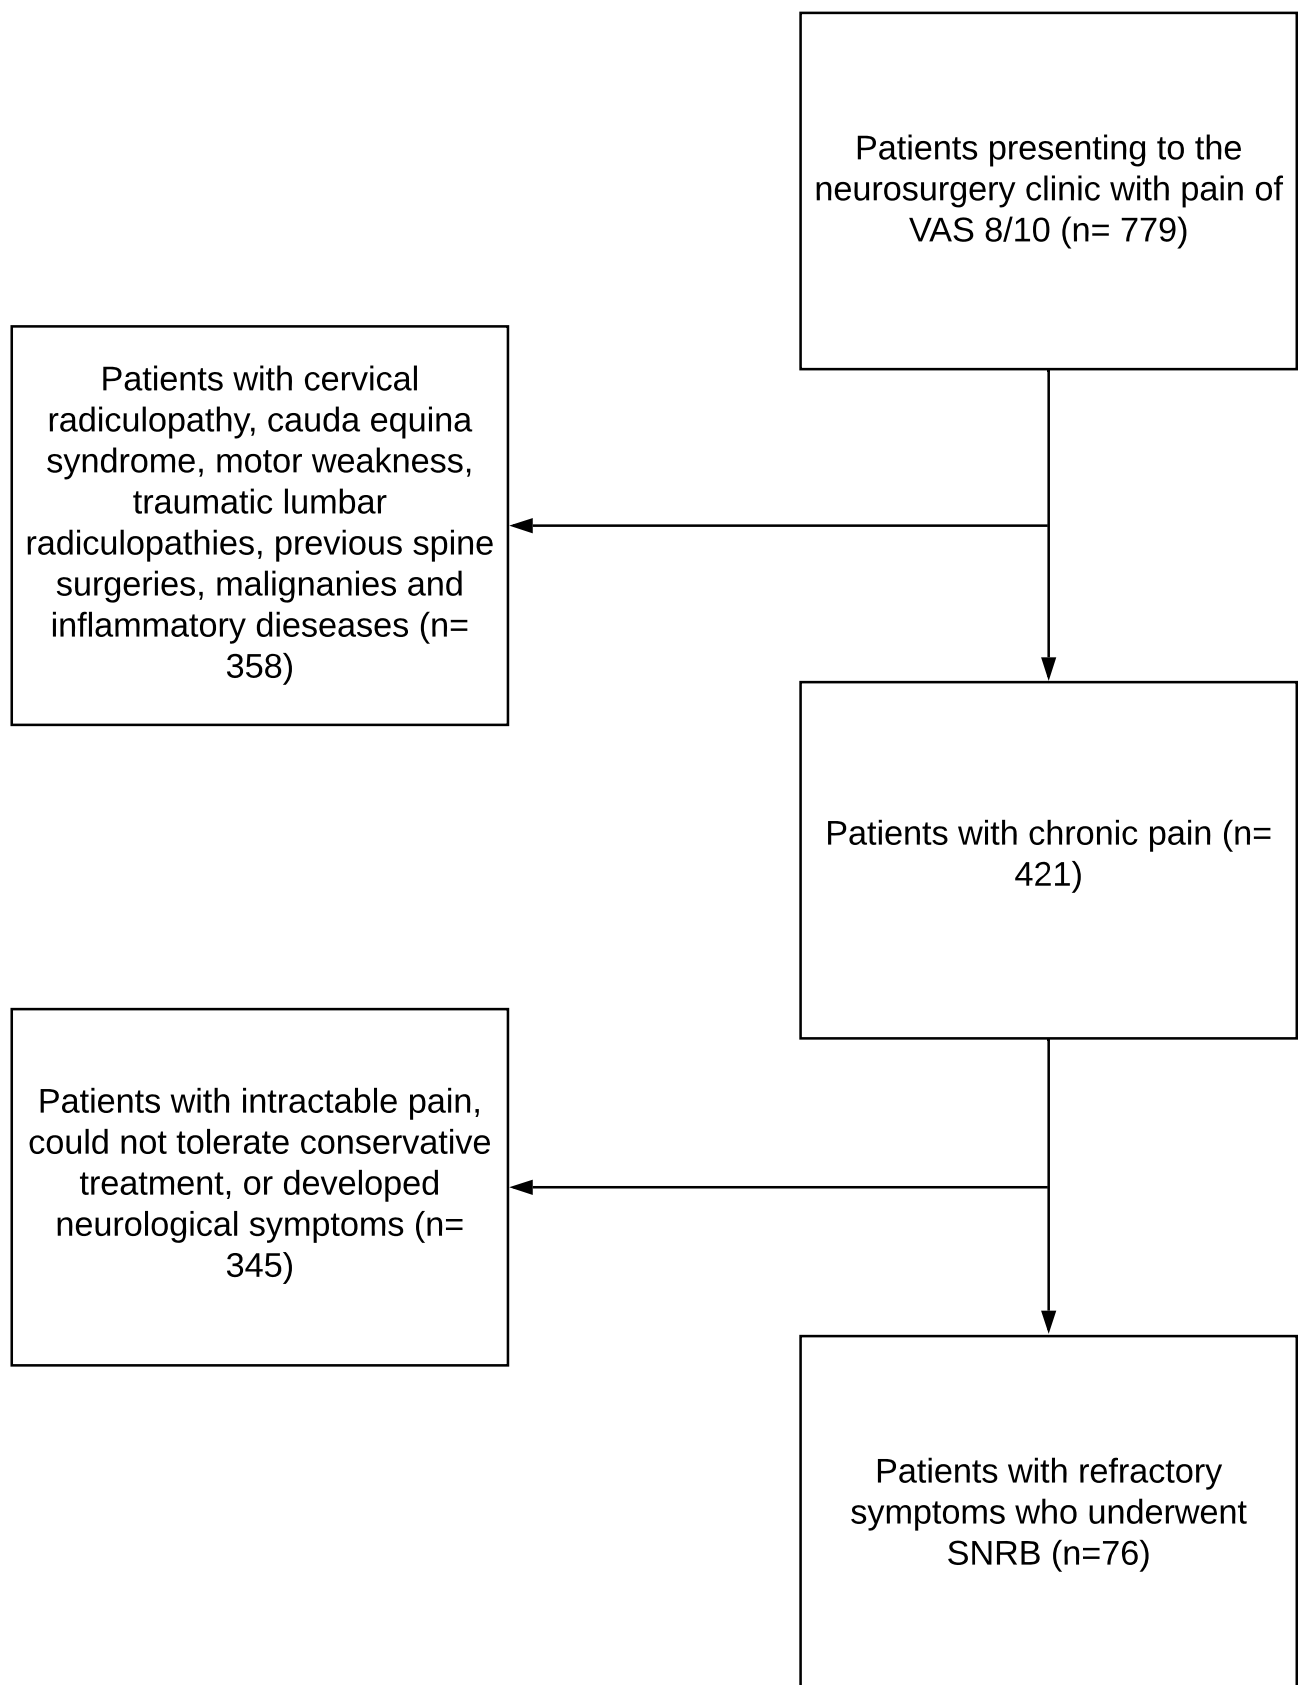 Patients presenting to the
neurosurgery clinic with pain of
VAS 8/10 (n= 779)
Patients with cervical
radiculopathy, cauda equina
syndrome, motor weakness,
traumatic lumbar
radiculopathies, previous spine
surgeries, malignanies and
inflammatory dieseases (n=
358)
Patients with chronic pain (n=
421)
Patients with intractable pain,
could not tolerate conservative
treatment, or developed
neurological symptoms (n=
345)
Patients with refractory
symptoms who underwent
SNRB (n=76)